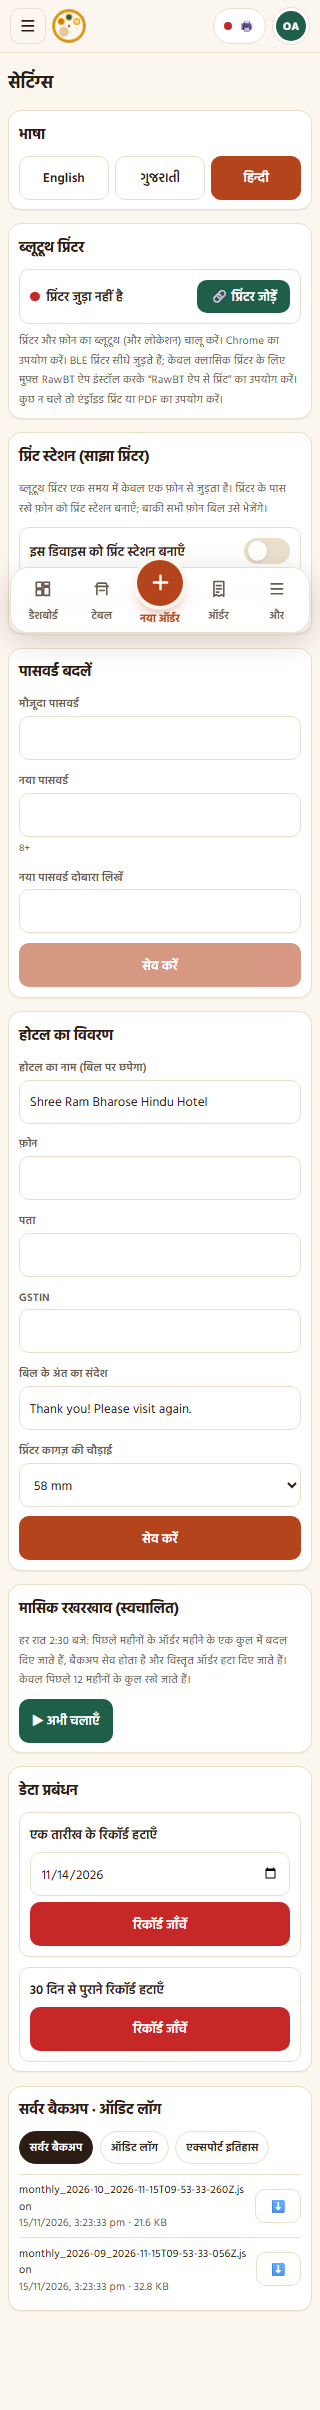 OA
सेटिंग्स
भाषा
English
ગુજરાતી
हिन्दी
ब्लूटूथ प्रिंटर
प्रिंटर जुड़ा नहीं है
प्रिंटर जोड़ें
प्रिंटर और फ़ोन का ब्लूटूथ (और लोकेशन) चालू करें। Chrome का
उपयोग करें। BLE प्रिंटर सीधे जुड़ते हैं; केवल क्लासिक प्रिंटर के लिए
मुफ़्त RawBT ऐप इंस्टॉल करके “RawBT ऐप से प्रिंट” का उपयोग करें।
कुछ न चले तो एंड्रॉइड प्रिंट या PDF का उपयोग करें।
प्रिंट स्टेशन (साझा प्रिंटर)
ब्लूटूथ प्रिंटर एक समय में केवल एक फ़ोन से जुड़ता है। प्रिंटर के पास
रखे फ़ोन को प्रिंट स्टेशन बनाएँ; बाकी सभी फ़ोन बिल उसे भेजेंगे।
इस डिवाइस को प्रिंट स्टेशन बनाएँ
डैशबोर्ड
टेबल
नया ऑर्डर
ऑर्डर
और
पासवर्ड बदलें
मौजूदा पासवर्ड
नया पासवर्ड
8+
नया पासवर्ड दोबारा लिखें
सेव करें
होटल का विवरण
होटल का नाम (बिल पर छपेगा)
Shree Ram Bharose Hindu Hotel
फ़ोन
पता
GSTIN
बिल के अंत का संदेश
Thank you! Please visit again.
प्रिंटर कागज़ की चौड़ाई
58 mm
सेव करें
मासिक रखरखाव (स्वचालित)
हर रात 2:30 बजे: पिछले महीनों के ऑर्डर महीने के एक कुल में बदल
दिए जाते हैं, बैकअप सेव होता है और विस्तृत ऑर्डर हटा दिए जाते हैं।
केवल पिछले 12 महीनों के कुल रखे जाते हैं।
▶ अभी चलाएँ
डेटा प्रबंधन
एक तारीख के रिकॉर्ड हटाएँ
11/14/2026
रिकॉर्ड जाँचें
30 दिन से पुराने रिकॉर्ड हटाएँ
रिकॉर्ड जाँचें
सर्वर बैकअप · ऑडिट लॉग
सर्वर बैकअप
ऑडिट लॉग
एक्सपोर्ट इतिहास
monthly_2026-10_2026-11-15T09-53-33-260Z.js
on
15/11/2026, 3:23:33 pm · 21.6 KB
monthly_2026-09_2026-11-15T09-53-33-056Z.js
on
15/11/2026, 3:23:33 pm · 32.8 KB